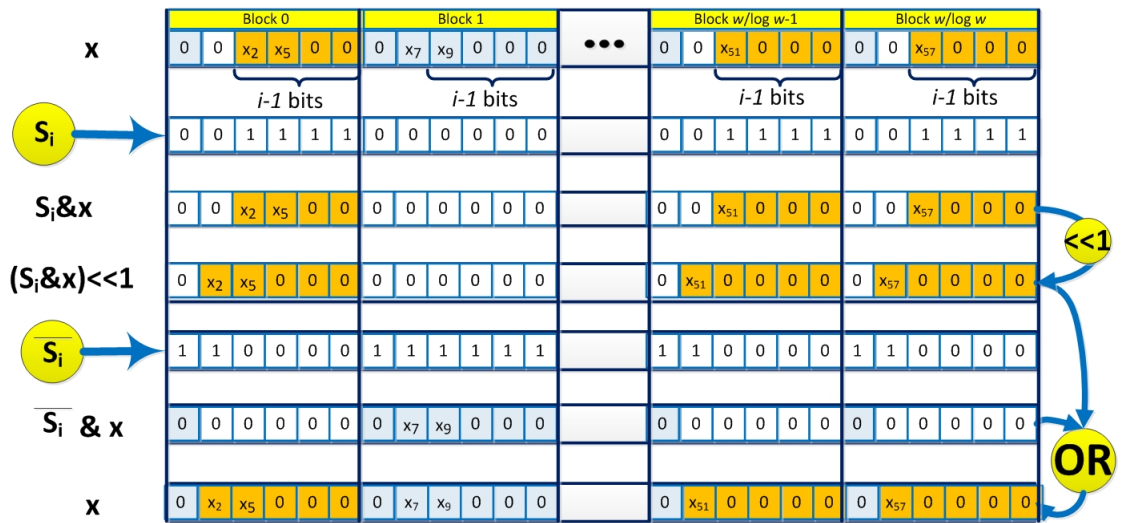 Block 0 Block 1 Block w/log w-1 Block w/log w
x 0 0 x2 x5 0 0 0 x7 x9 0 0 0 ••• 0 0 x51 0 0 0 0 0 x57 0 0 0
i-1 bits i-1 bits i-1 bits i-1 bits
Si 0 0 1 1 1 1 0 0 0 0 0 0 0 0 1 1 1 1 0 0 1 1 1 1
Si&x 0 0 x2 x5 0 0 0 0 0 0 0 0 0 0 x51 0 0 0 0 0 x57 0 0 0
<<1
(Si&x)<<1 0 x2 x5 0 0 0 0 0 0 0 0 0 0 x51 0 0 0 0 0 x57 0 0 0 0
S̅i̅ 1 1 0 0 0 0 1 1 1 1 1 1 1 1 0 0 0 0 1 1 0 0 0 0
S̅i̅ & x 0 0 0 0 0 0 0 x7 x9 0 0 0 0 0 0 0 0 0 0 0 0 0 0 0
OR
x 0 x2 x5 0 0 0 0 x7 x9 0 0 0 0 x51 0 0 0 0 0 x57 0 0 0 0